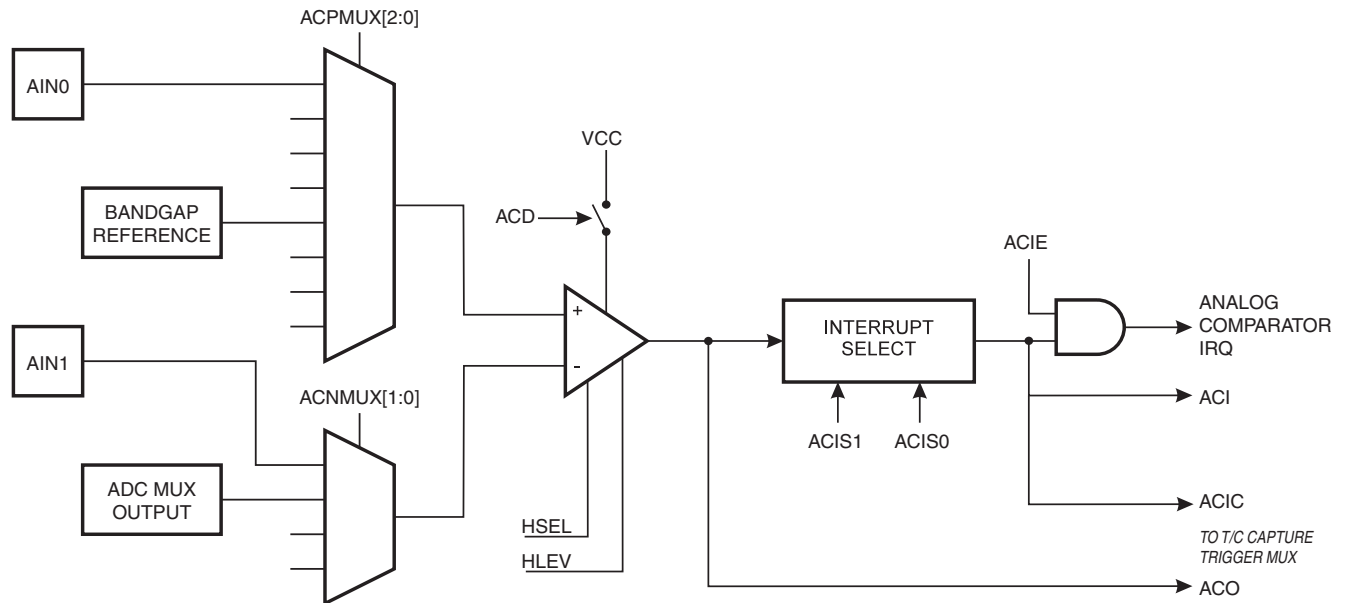 ACPMUX[2:0]
AIN0
BANDGAP
REFERENCE
AIN1
ACNMUX[1:0]
ADC MUX
OUTPUT
VCC
ACD
+
-
HSEL
HLEV
INTERRUPT
SELECT
ACIS1
ACIS0
ACIE
ANALOG
COMPARATOR
IRQ
ACI
ACIC
TO T/C CAPTURE
TRIGGER MUX
ACO